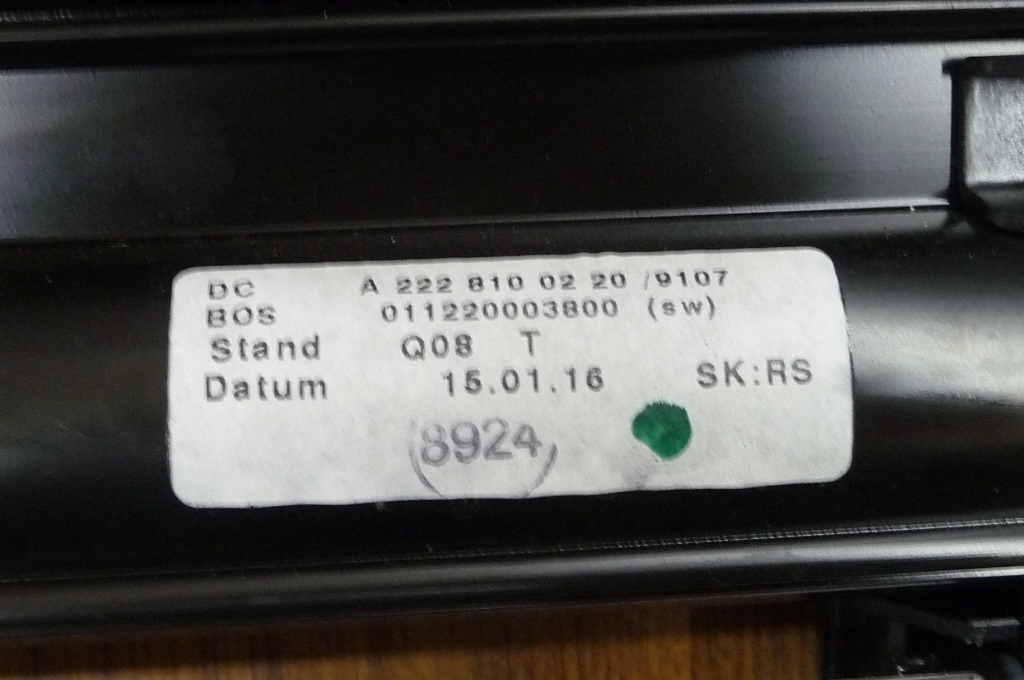 DC A 222 810 02 20 /9107
BOS 011220003800 (sw)
Stand Q08 T
Datum 15.01.16 SK:RS
8924